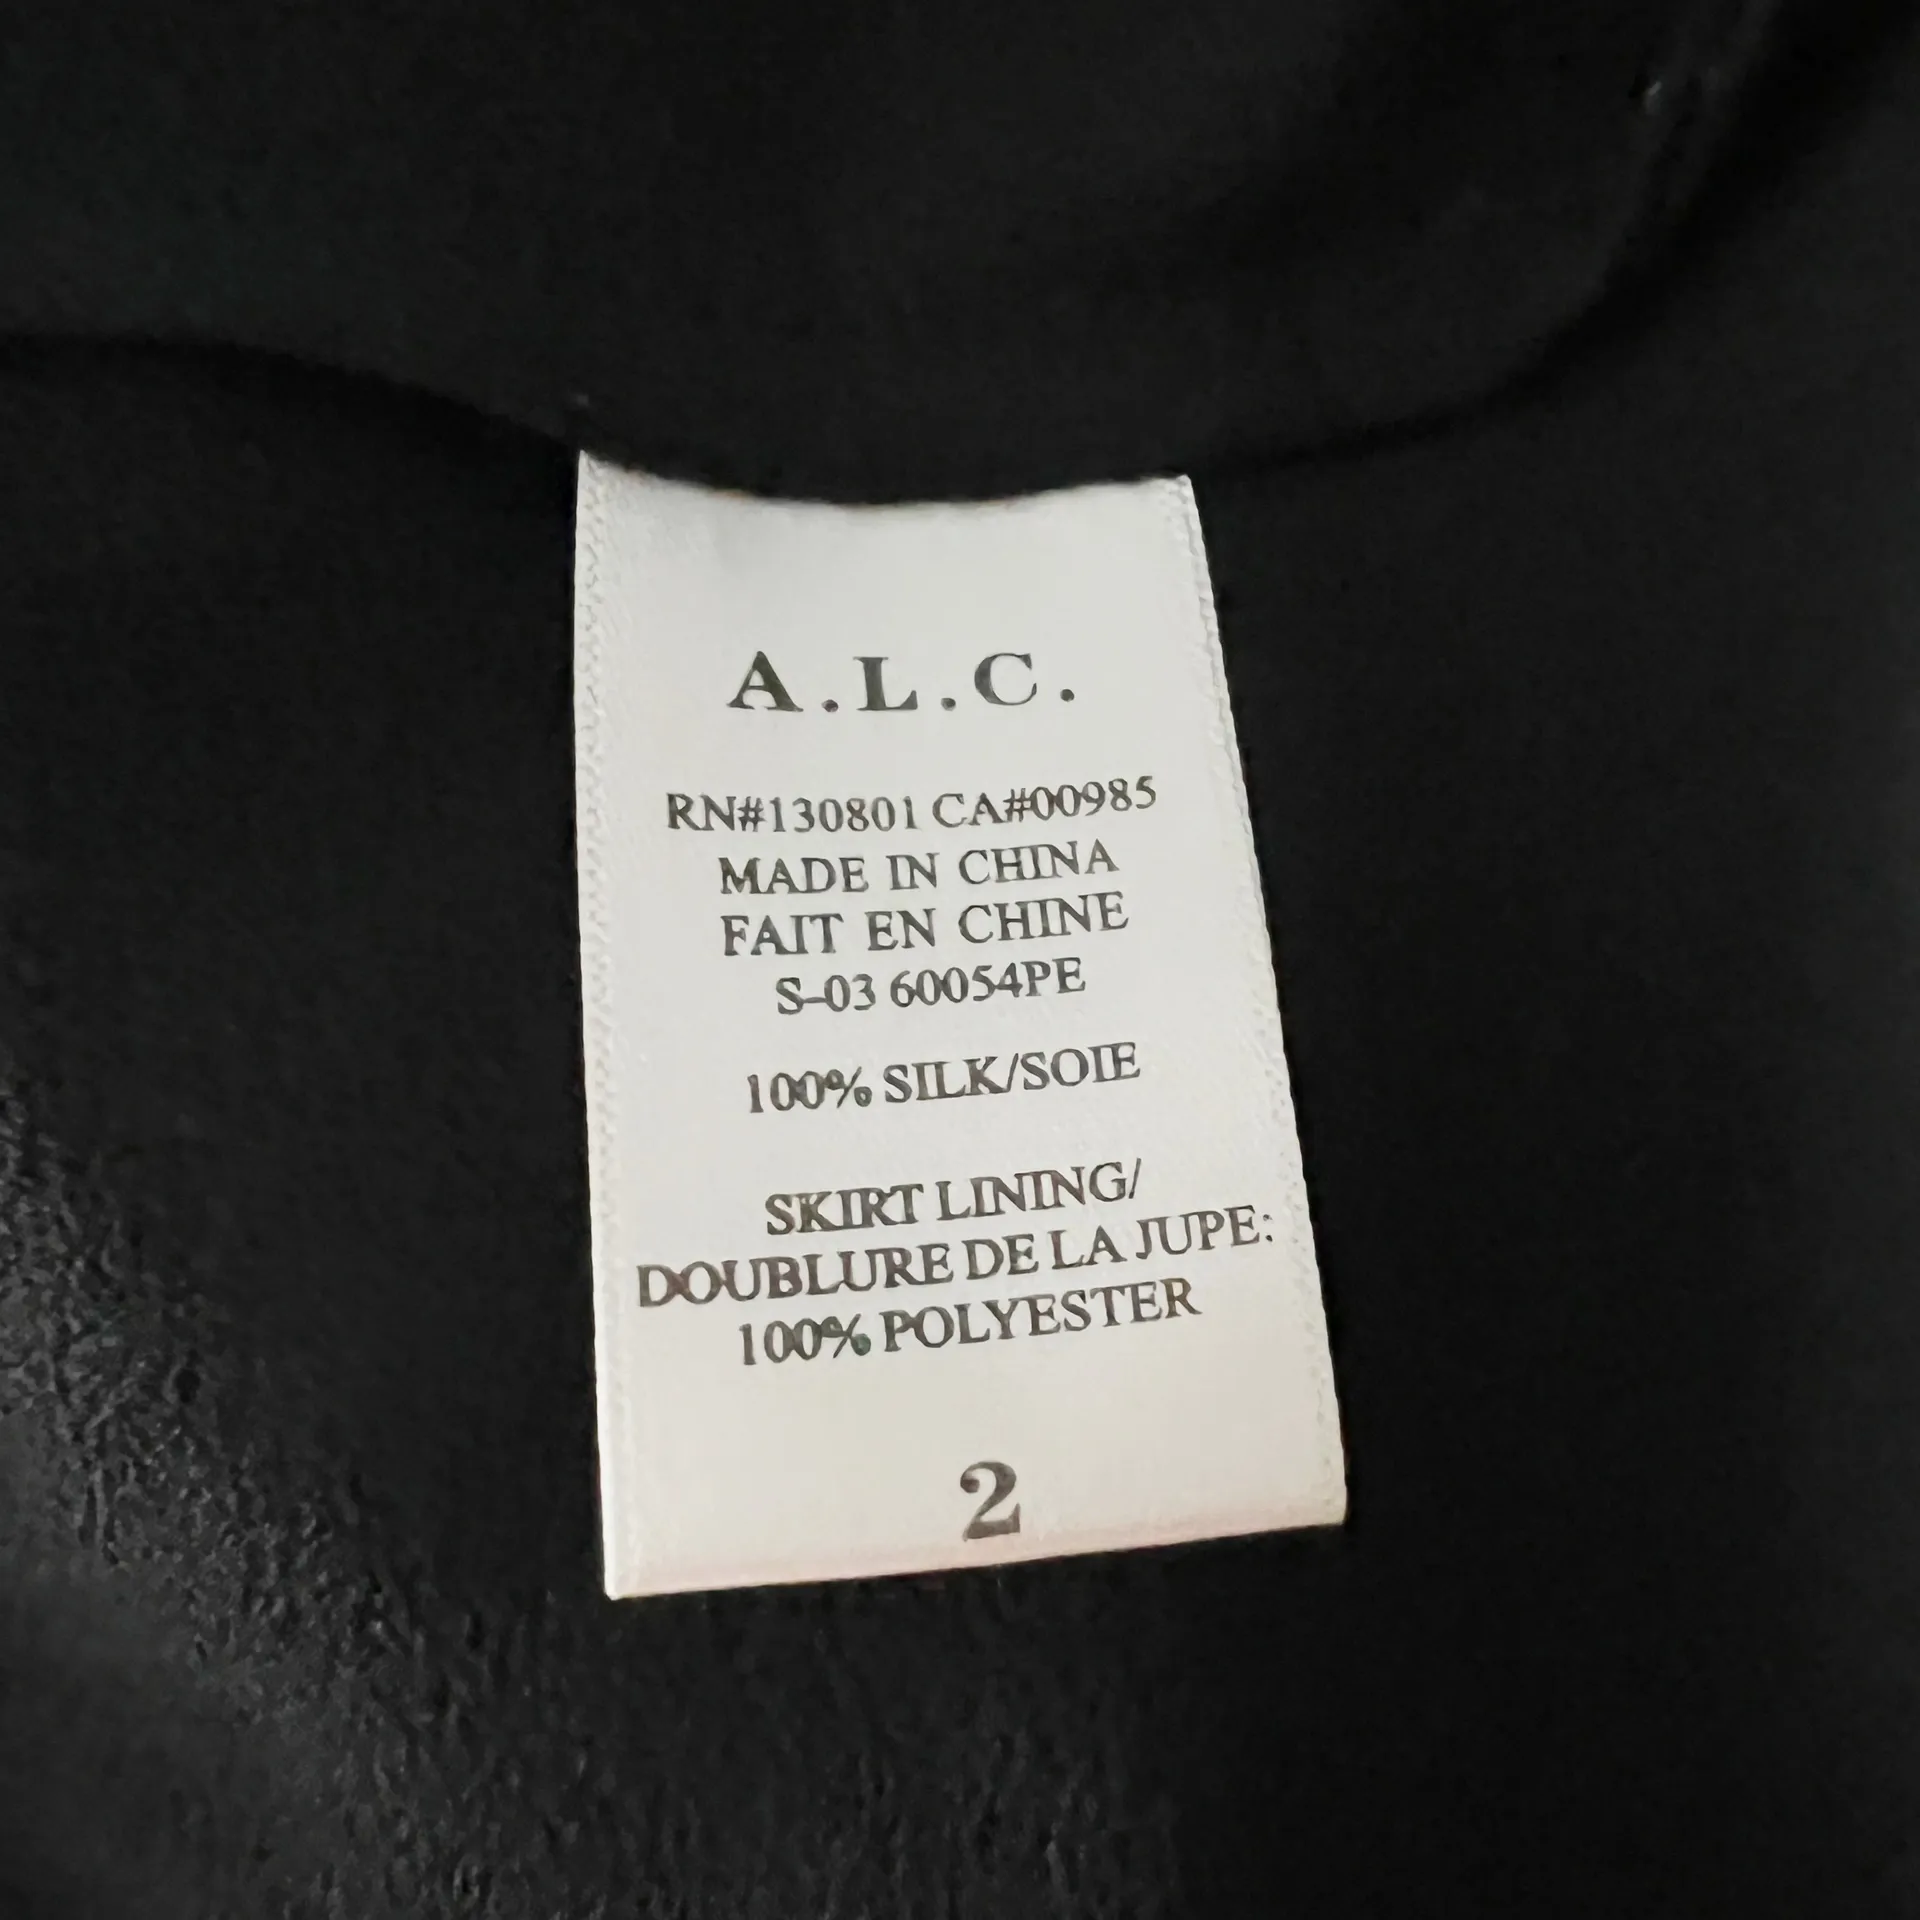 A.L.C.
RN#130801 CA#00985
MADE IN CHINA
FAIT EN CHINE
S-03 60054PE
100% SILK/SOIE
SKIRT LINING/
DOUBLURE DE LA JUPE:
100% POLYESTER
2